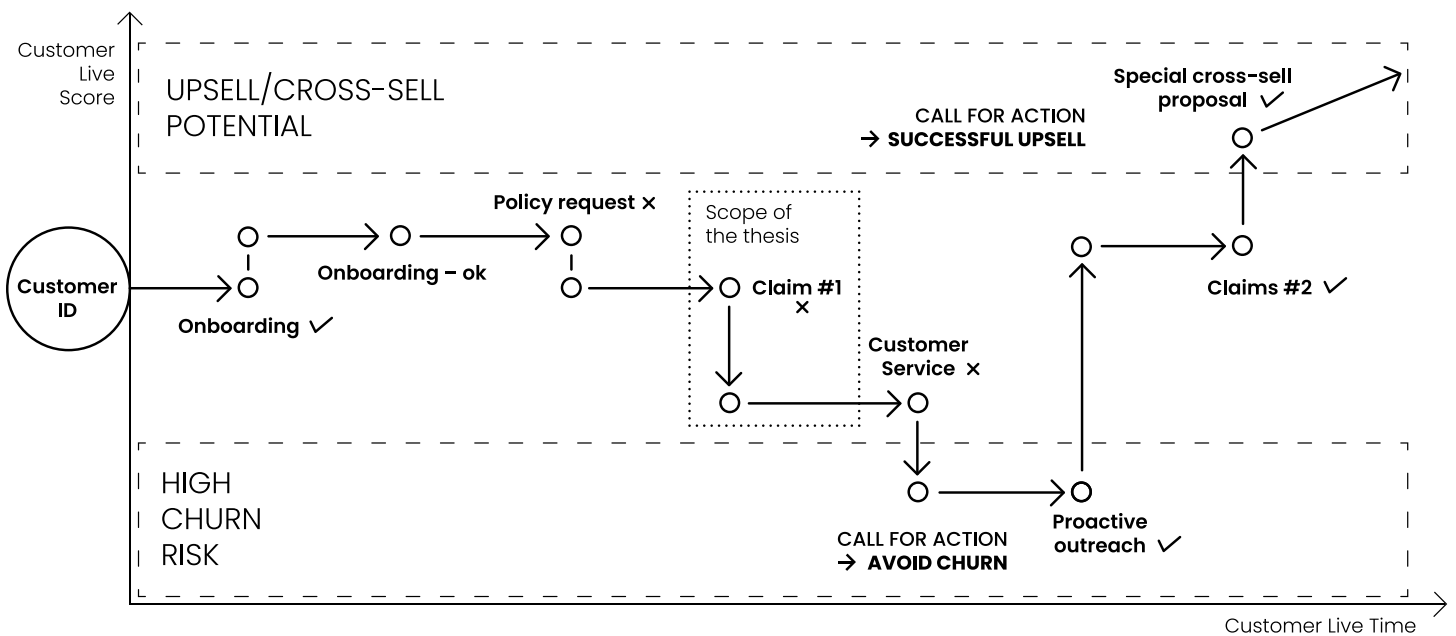 Customer
Live
Score
UPSELL/CROSS-SELL
POTENTIAL
Special cross-sell
proposal ✓
CALL FOR ACTION
→ SUCCESSFUL UPSELL
Policy request ×
Scope of
the thesis
Onboarding – ok
Customer
ID
Claim #1
×
Claims #2 ✓
Onboarding ✓
Customer
Service ×
HIGH
CHURN
RISK
Proactive
outreach ✓
CALL FOR ACTION
→ AVOID CHURN
Customer Live Time